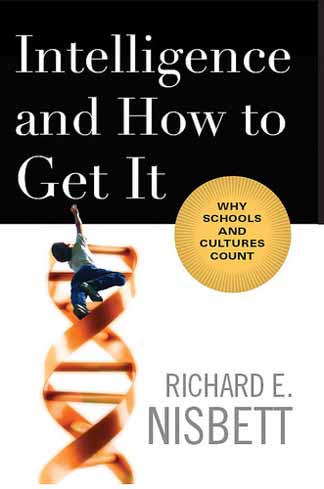 Intelligence
and How to
Get It
WHY
SCHOOLS
AND
CULTURES
COUNT
RICHARD E.
NISBETT